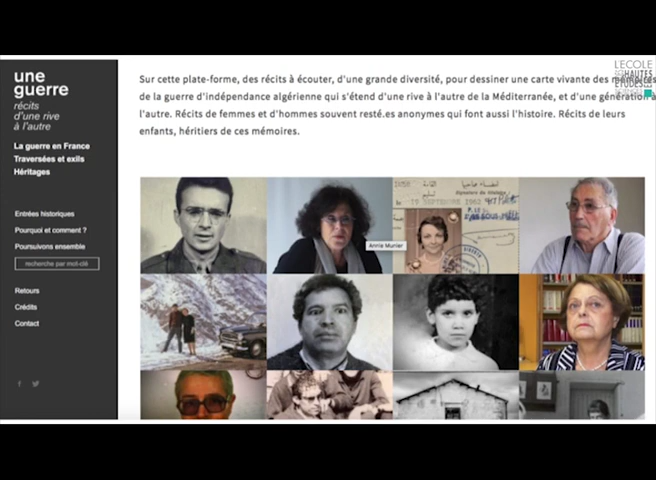 une
guerre
récits
d'une rive
à l'autre
La guerre en France
Traversées et exils
Héritages
Entrées historiques
Pourquoi et comment ?
Poursuivons ensemble
recherche par mot-clé
Retours
Crédits
Contact
Sur cette plate-forme, des récits à écouter, d'une grande diversité, pour dessiner une carte vivante des mémoires
de la guerre d'indépendance algérienne qui s'étend d'une rive à l'autre de la Méditerranée, et d'une génération à
l'autre. Récits de femmes et d'hommes souvent resté.es anonymes qui font aussi l'histoire. Récits de leurs
enfants, héritiers de ces mémoires.
L'ECOLE
HAUTES
ETUDES
Annie Munier
19 SEPTEMBRE 1962